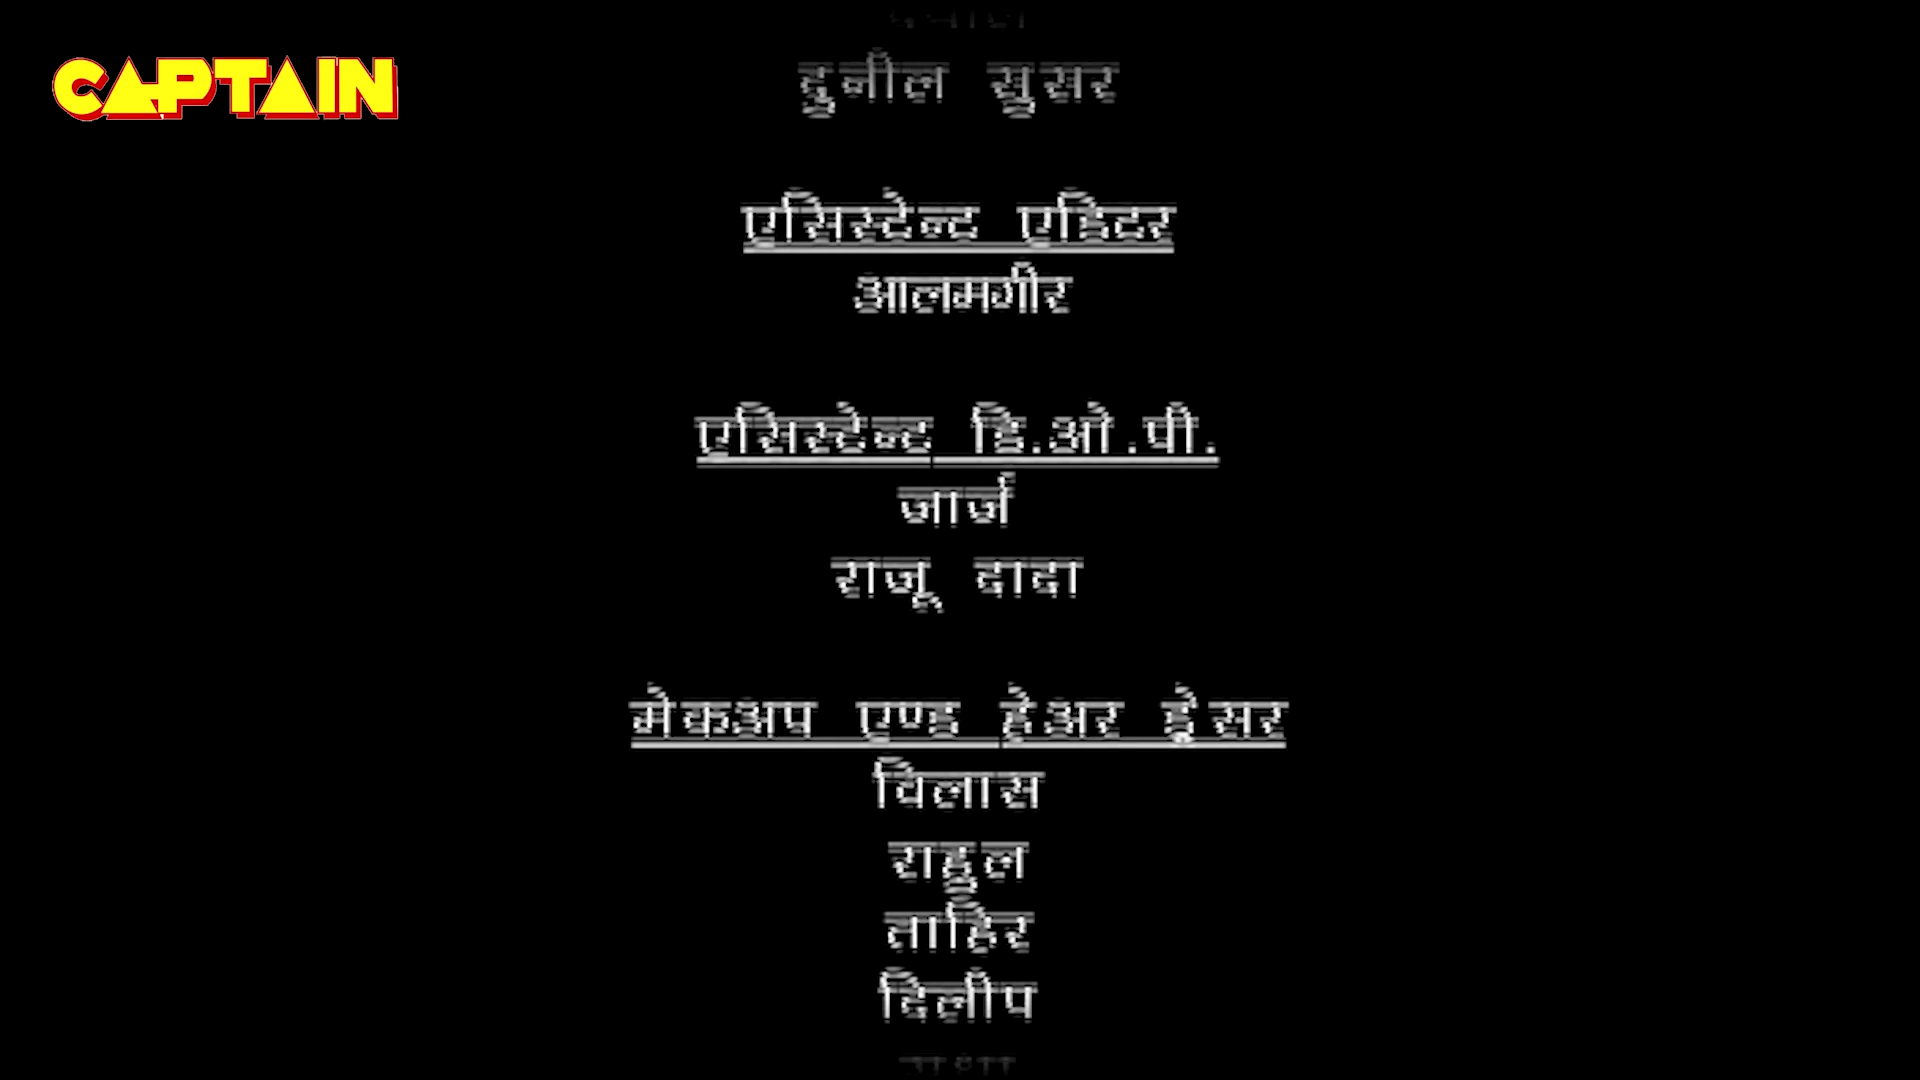 CAPTAIN
सुसर
एसिस्टेन्ट एडिटर
आलमगीर
एसिस्टेन्ट डि.ओ.पी.
जार्ज
राजू दादा
मेकअप एण्ड हेअर ड्रेसर
विलास
राहुल
ताहिर
दिलीप